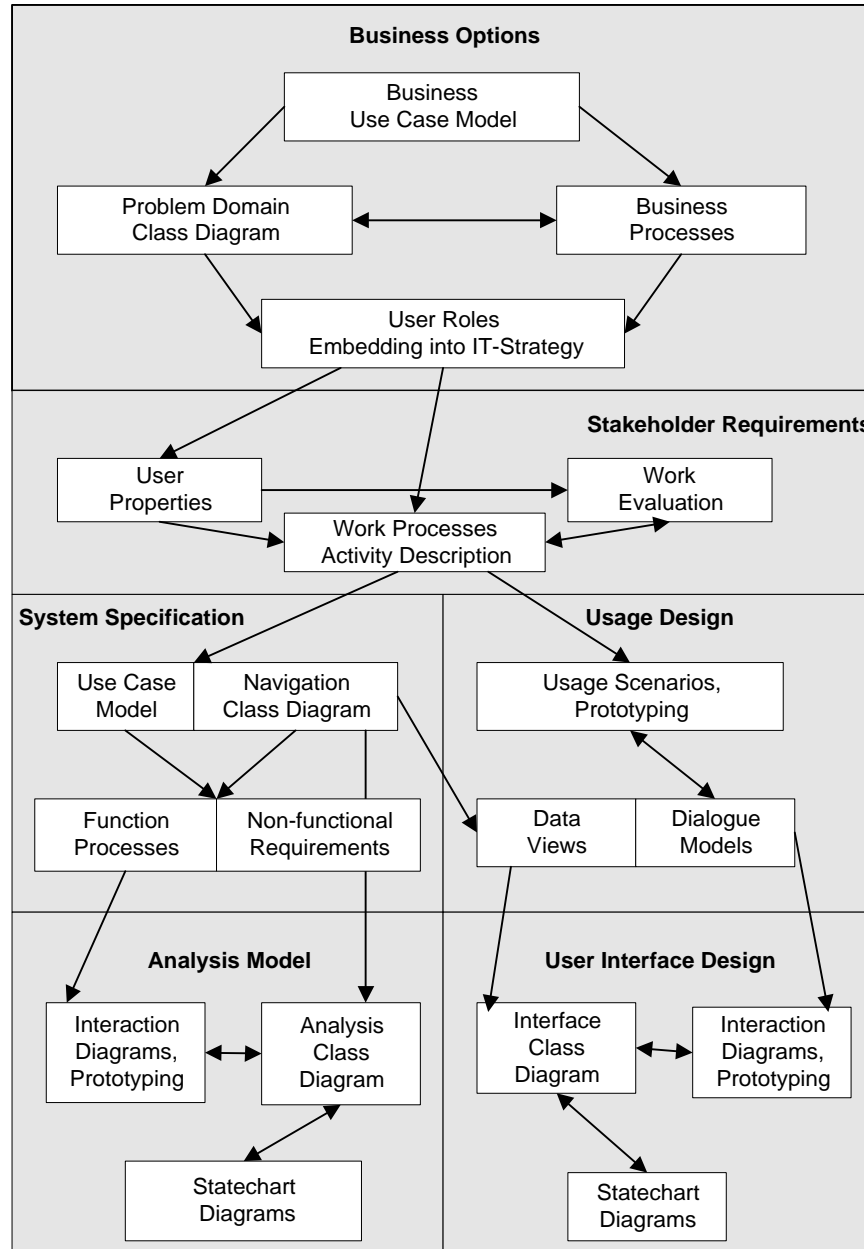 Business Options
Business
Use Case Model
Problem Domain
Class Diagram
Business
Processes
User Roles
Embedding into IT-Strategy
Stakeholder Requirements
User
Properties
Work
Evaluation
Work Processes
Activity Description
System Specification
Usage Design
Use Case
Model
Navigation
Class Diagram
Usage Scenarios,
Prototyping
Function
Processes
Non-functional
Requirements
Data
Views
Dialogue
Models
Analysis Model
User Interface Design
Interaction
Diagrams,
Prototyping
Analysis
Class
Diagram
Interface
Class
Diagram
Interaction
Diagrams,
Prototyping
Statechart
Diagrams
Statechart
Diagrams